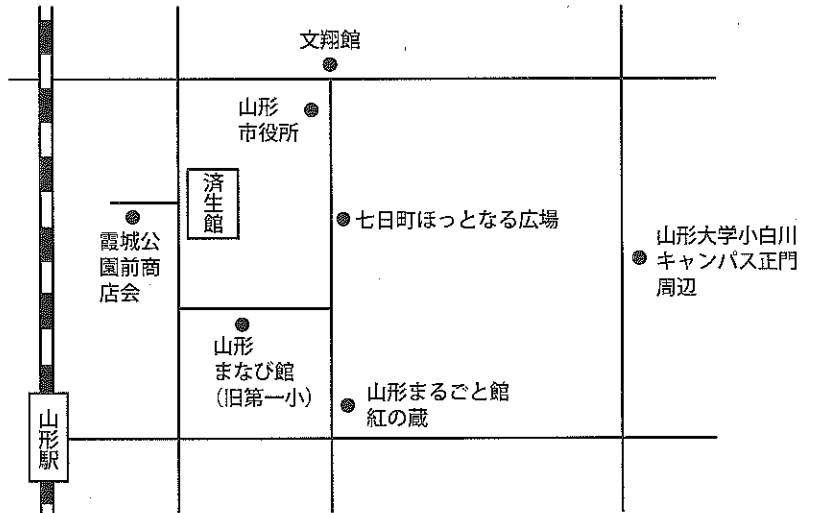 文翔館
山形
市役所
済生館
七日町ほっとなる広場
霞城公
園前商
店会
山形大学小白川
キャンパス正門
周辺
山形
まなび館
(旧第一小)
山形まるごと館
紅の蔵
山形駅